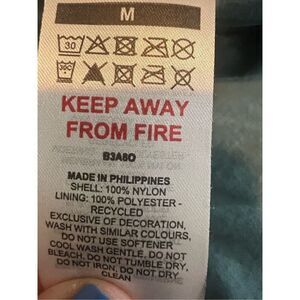 M
30
KEEP AWAY
FROM FIRE
B3A8O
MADE IN PHILIPPINES
SHELL: 100% NYLON
LINING: 100% POLYESTER -
RECYCLED
EXCLUSIVE OF DECORATION,
WASH WITH SIMILAR COLOURS,
DO NOT USE SOFTENER
COOL WASH GENTLE, DO NOT
BLEACH, DO NOT TUMBLE DRY,
DO NOT IRON, DO NOT DRY
CLEAN